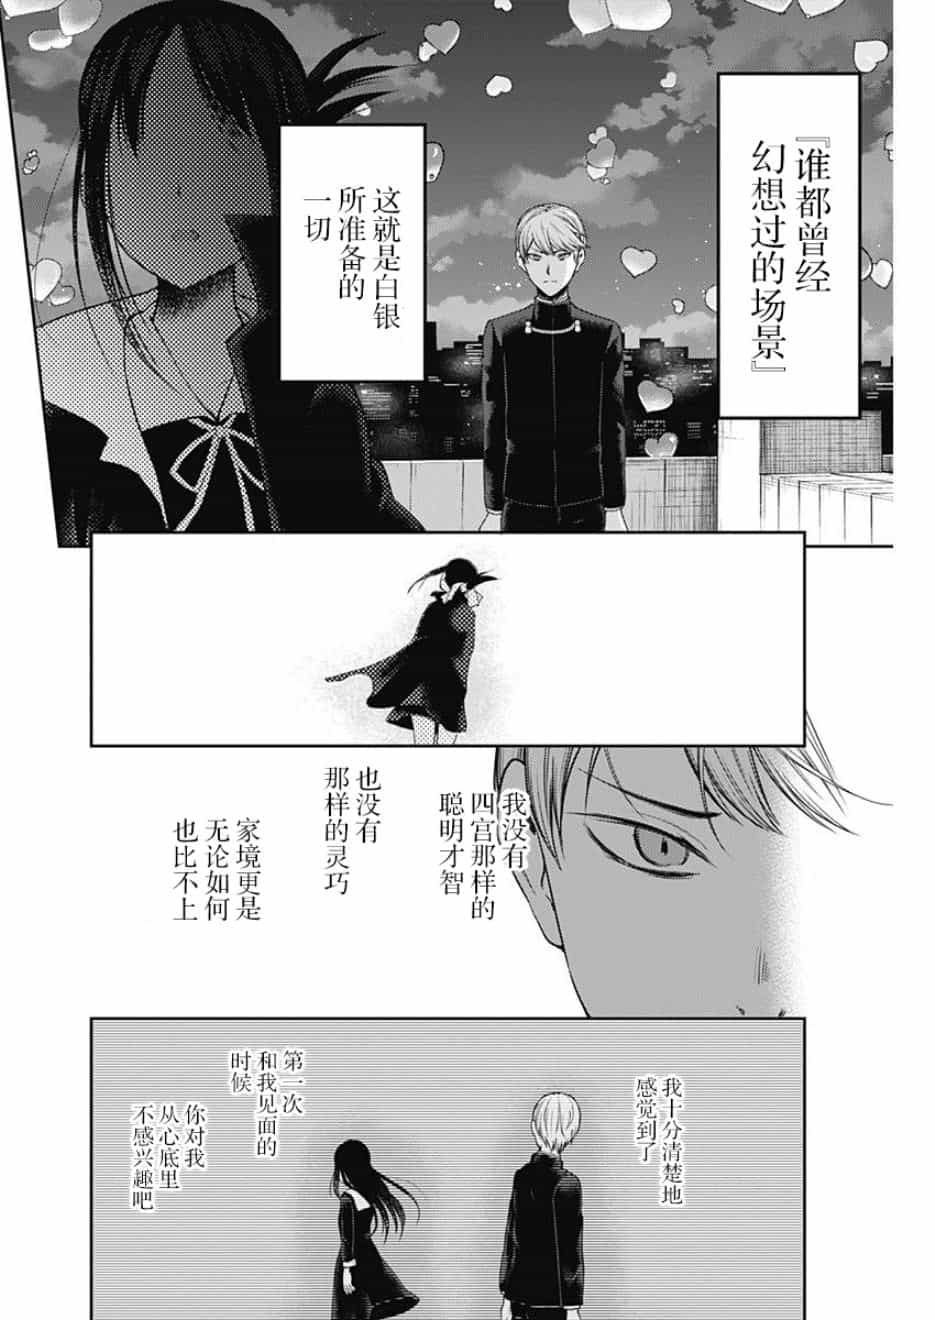 『谁都曾经
幻想过的场景』
这就是白银
所准备的
一切
我没有
四宫那样的
聪明才智
也没有
那样的灵巧
家境更是
无论如何
也比不上
我十分清楚地
感觉到了
第一次
和我见面的
时候
你对我
从心底里
不感兴趣吧